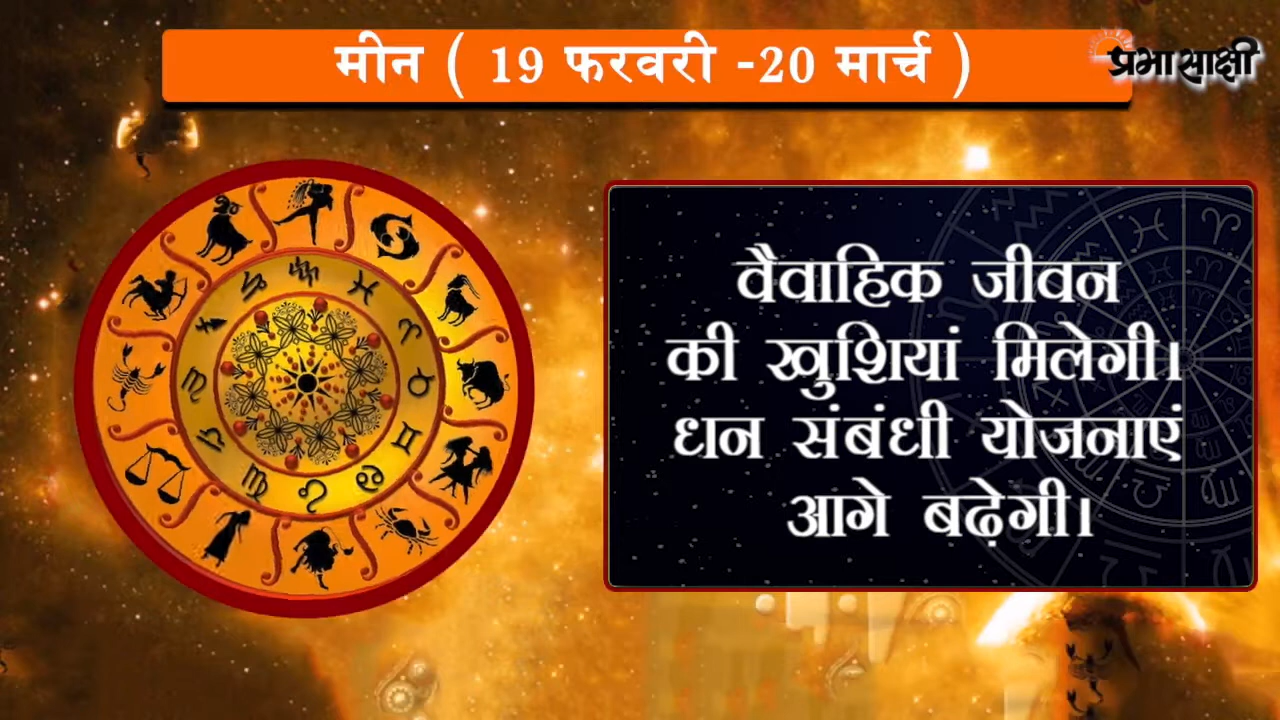 मीन ( 19 फरवरी -20 मार्च )
प्रभासाक्षी
वैवाहिक जीवन
की खुशियां मिलेगी।
धन संबंधी योजनाएं
आगे बढ़ेगी।